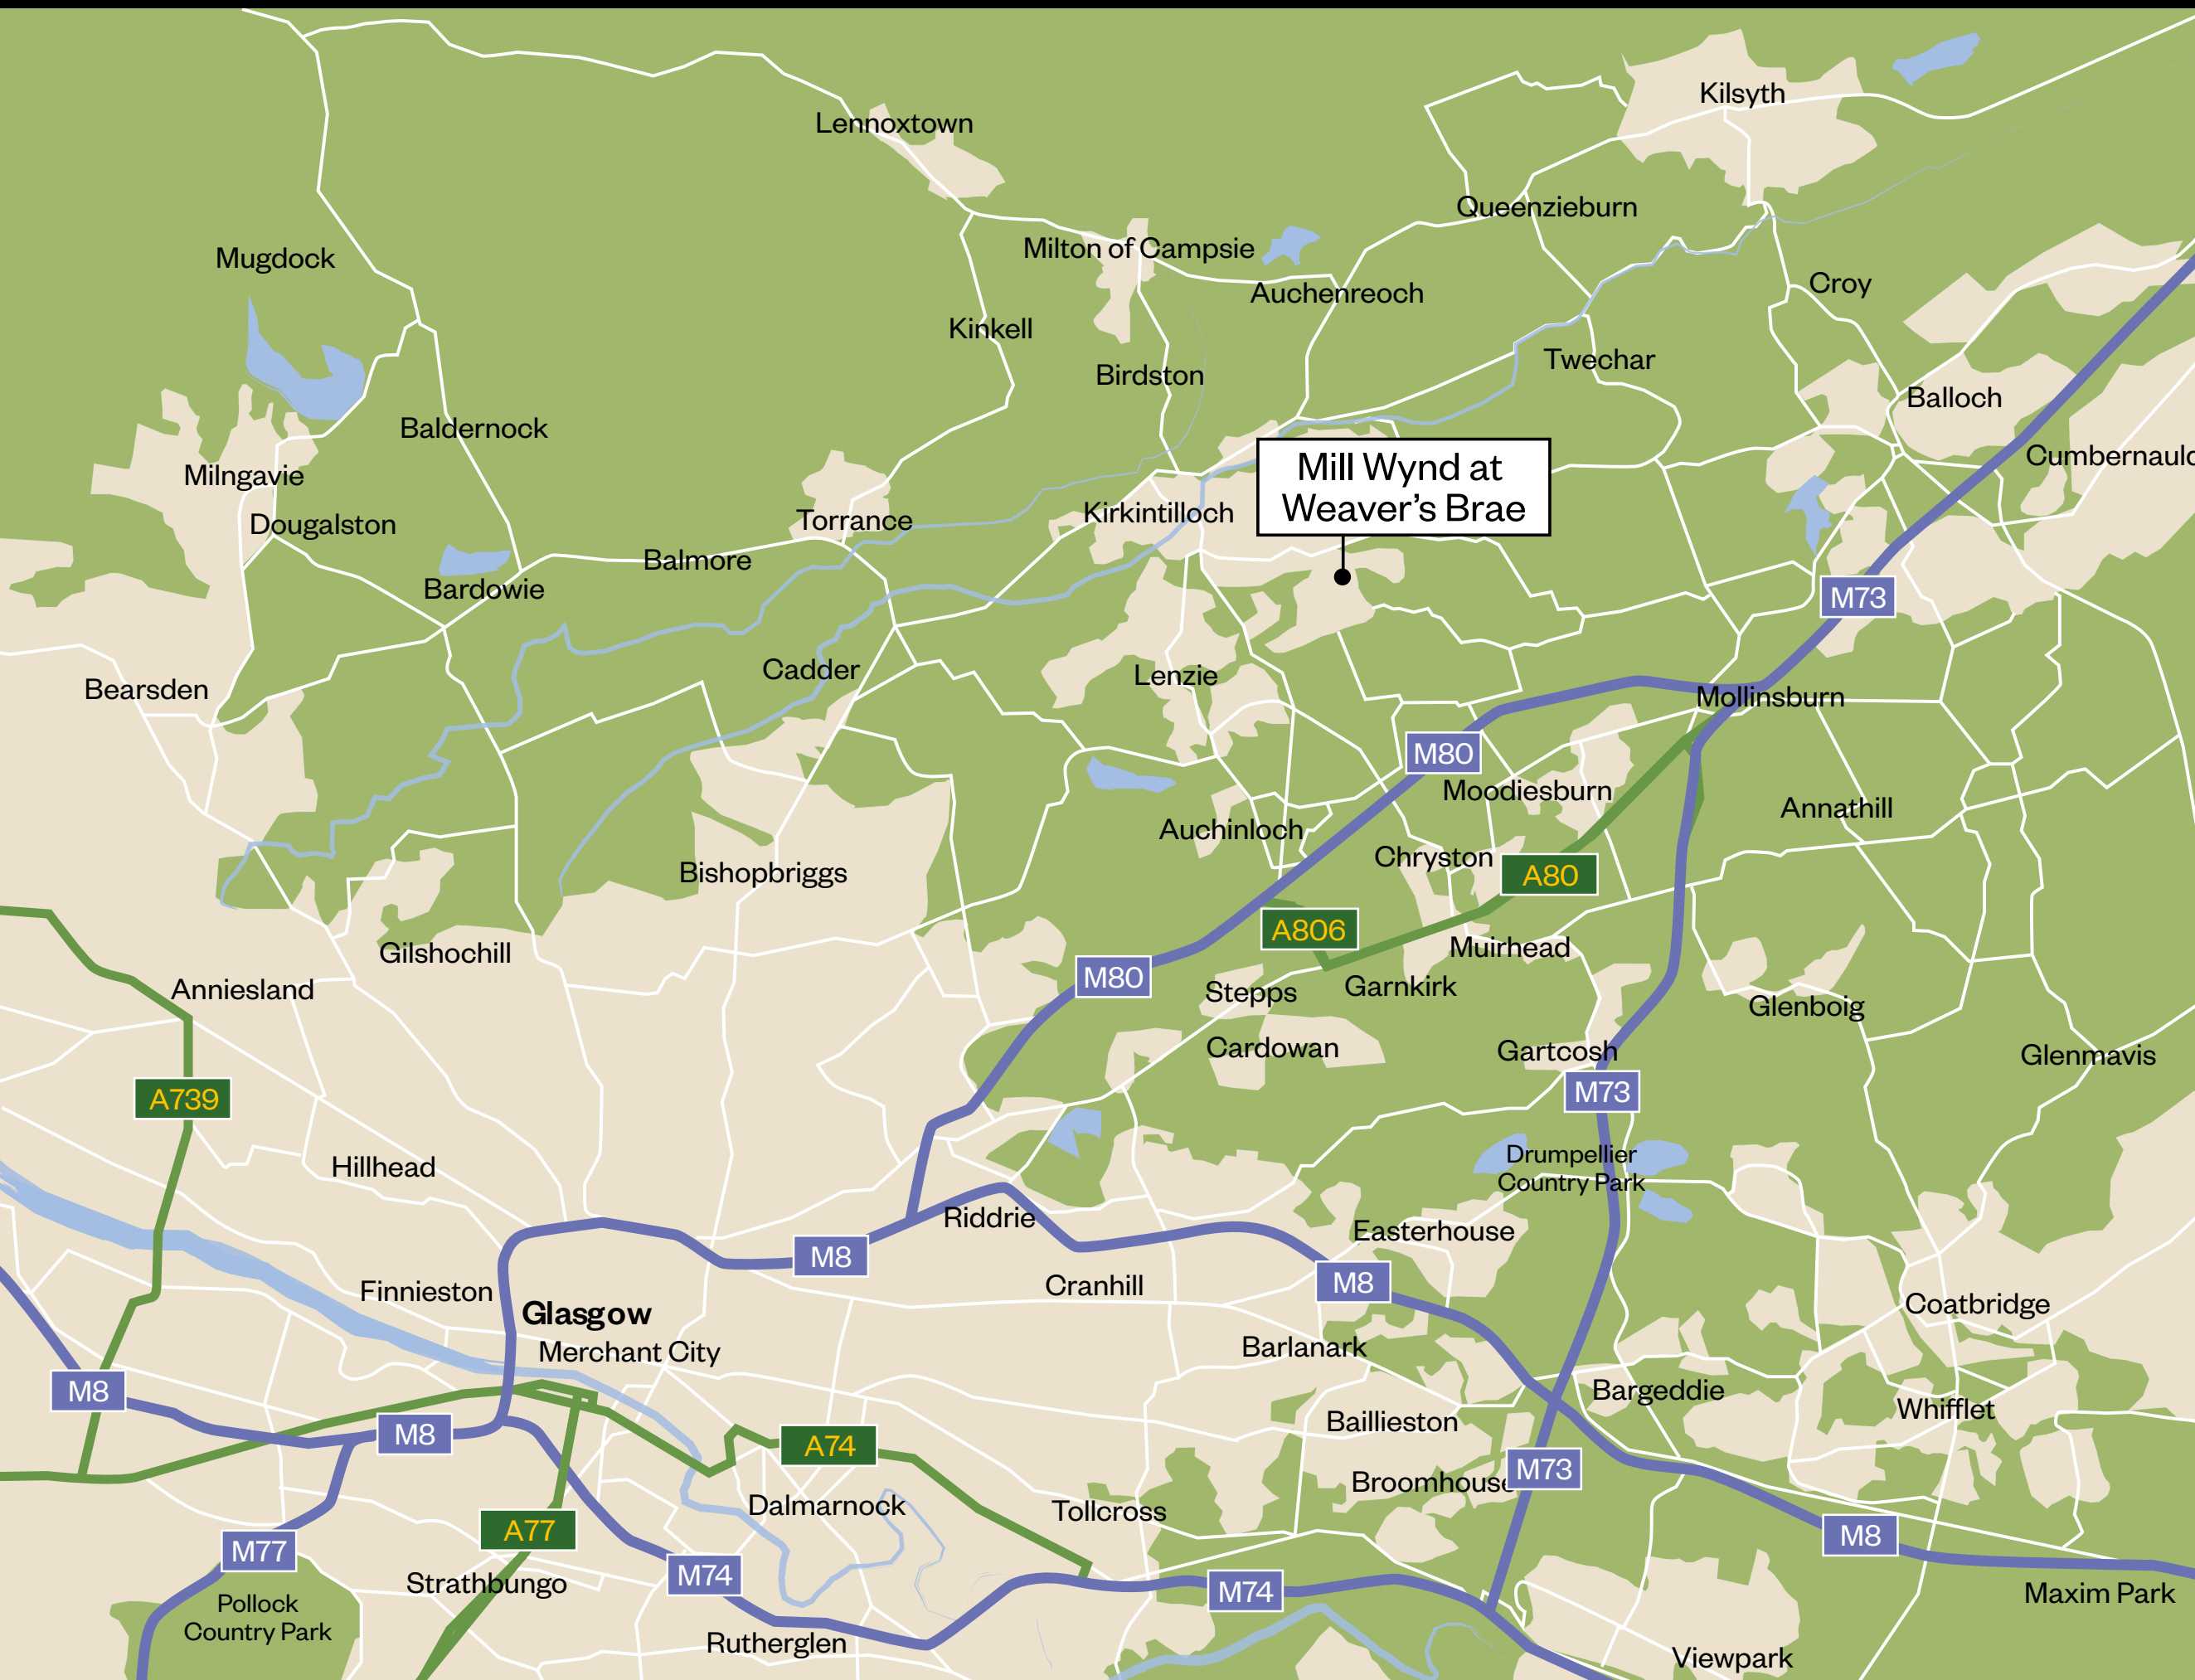 Kilsyth
Lennoxtown
Queenzieburn
Milton of Campsie
Mugdock
Croy
Auchenreoch
Kinkell
Twechar
Birdston
Balloch
Baldernock
Cumbernauld
Mill Wynd at
Weaver's Brae
Milngavie
Kirkintilloch
Torrance
Dougalston
Balmore
Bardowie
M73
Cadder
Lenzie
Bearsden
Mollinsburn
M80
Moodiesburn
Annathill
Auchinloch
Chryston
Bishopbriggs
A80
A806
Muirhead
Gilshochill
M80
Garnkirk
Anniesland
Stepps
Glenboig
Cardowan
Gartcosh
Glenmavis
M73
A739
Drumpellier
Country Park
Hillhead
Riddrie
Easterhouse
M8
M8
Cranhill
Finnieston
Coatbridge
Glasgow
Barlanark
Merchant City
M8
Bargeddie
Whifflet
Baillieston
M8
A74
M73
Broomhouse
Dalmarnock
Tollcross
A77
M8
M77
M74
Strathbungo
M74
Maxim Park
Pollock
Country Park
Rutherglen
Viewpark